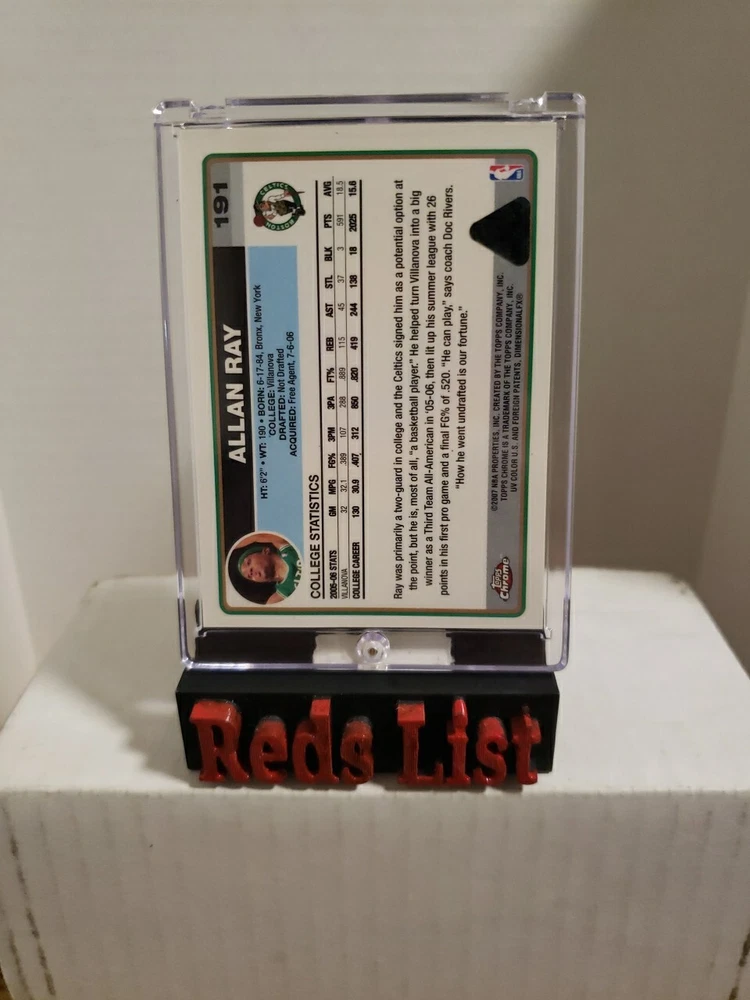 191
ALLAN RAY
CELTICS
BOSTON
HT: 6'2" • WT: 190 • BORN: 6-17-84, Bronx, New York
COLLEGE: Villanova
DRAFTED: Not Drafted
ACQUIRED: Free Agent, 7-6-06
COLLEGE STATISTICS
2005-06 STATS GM MPG FG% 3PM 3PA FT% REB AST STL BLK PTS AVG
VILLANOVA 32 32.1 .389 107 288 .889 115 45 37 3 591 18.5
COLLEGE CAREER 130 30.9 .407 312 850 .820 419 244 138 18 2025 15.6
Ray was primarily a two-guard in college and the Celtics signed him as a potential option at
the point, but he is, most of all, "a basketball player." He helped turn Villanova into a big
winner as a Third Team All-American in '05-06, then lit up his summer league with 26
points in his first pro game and a final FG% of .520. "He can play," says coach Doc Rivers.
"How he went undrafted is our fortune."
©2007 NBA PROPERTIES, INC. CREATED BY THE TOPPS COMPANY, INC.
TOPPS CHROME IS A TRADEMARK OF THE TOPPS COMPANY, INC.
UV COLOR U.S. AND FOREIGN PATENTS, DIMENSIONALFX®
Topps
Chrome
Reds List